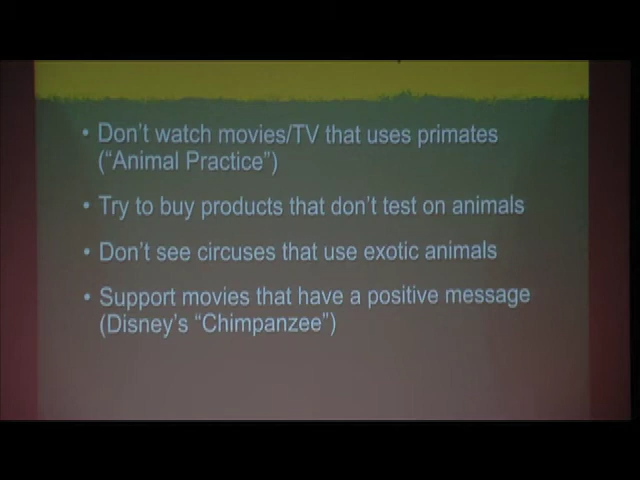 • Don't watch movies/TV that uses primates
("Animal Practice")
• Try to buy products that don't test on animals
• Don't see circuses that use exotic animals
• Support movies that have a positive message
(Disney's "Chimpanzee")